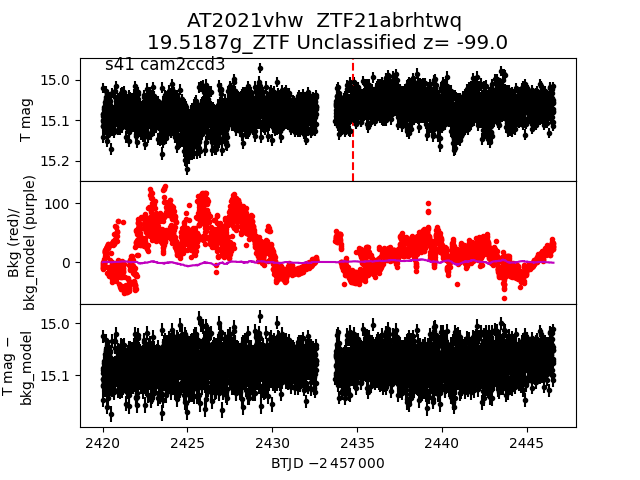 AT2021vhw  ZTF21abrhtwq
19.5187g_ZTF Unclassified z= -99.0
s41 cam2ccd3
15.0
15.1
15.2
T mag
100
0
Bkg (red)/
bkg_model (purple)
15.0
15.1
T mag −
bkg_model
2420 2425 2430 2435 2440 2445
BTJD −2 457 000